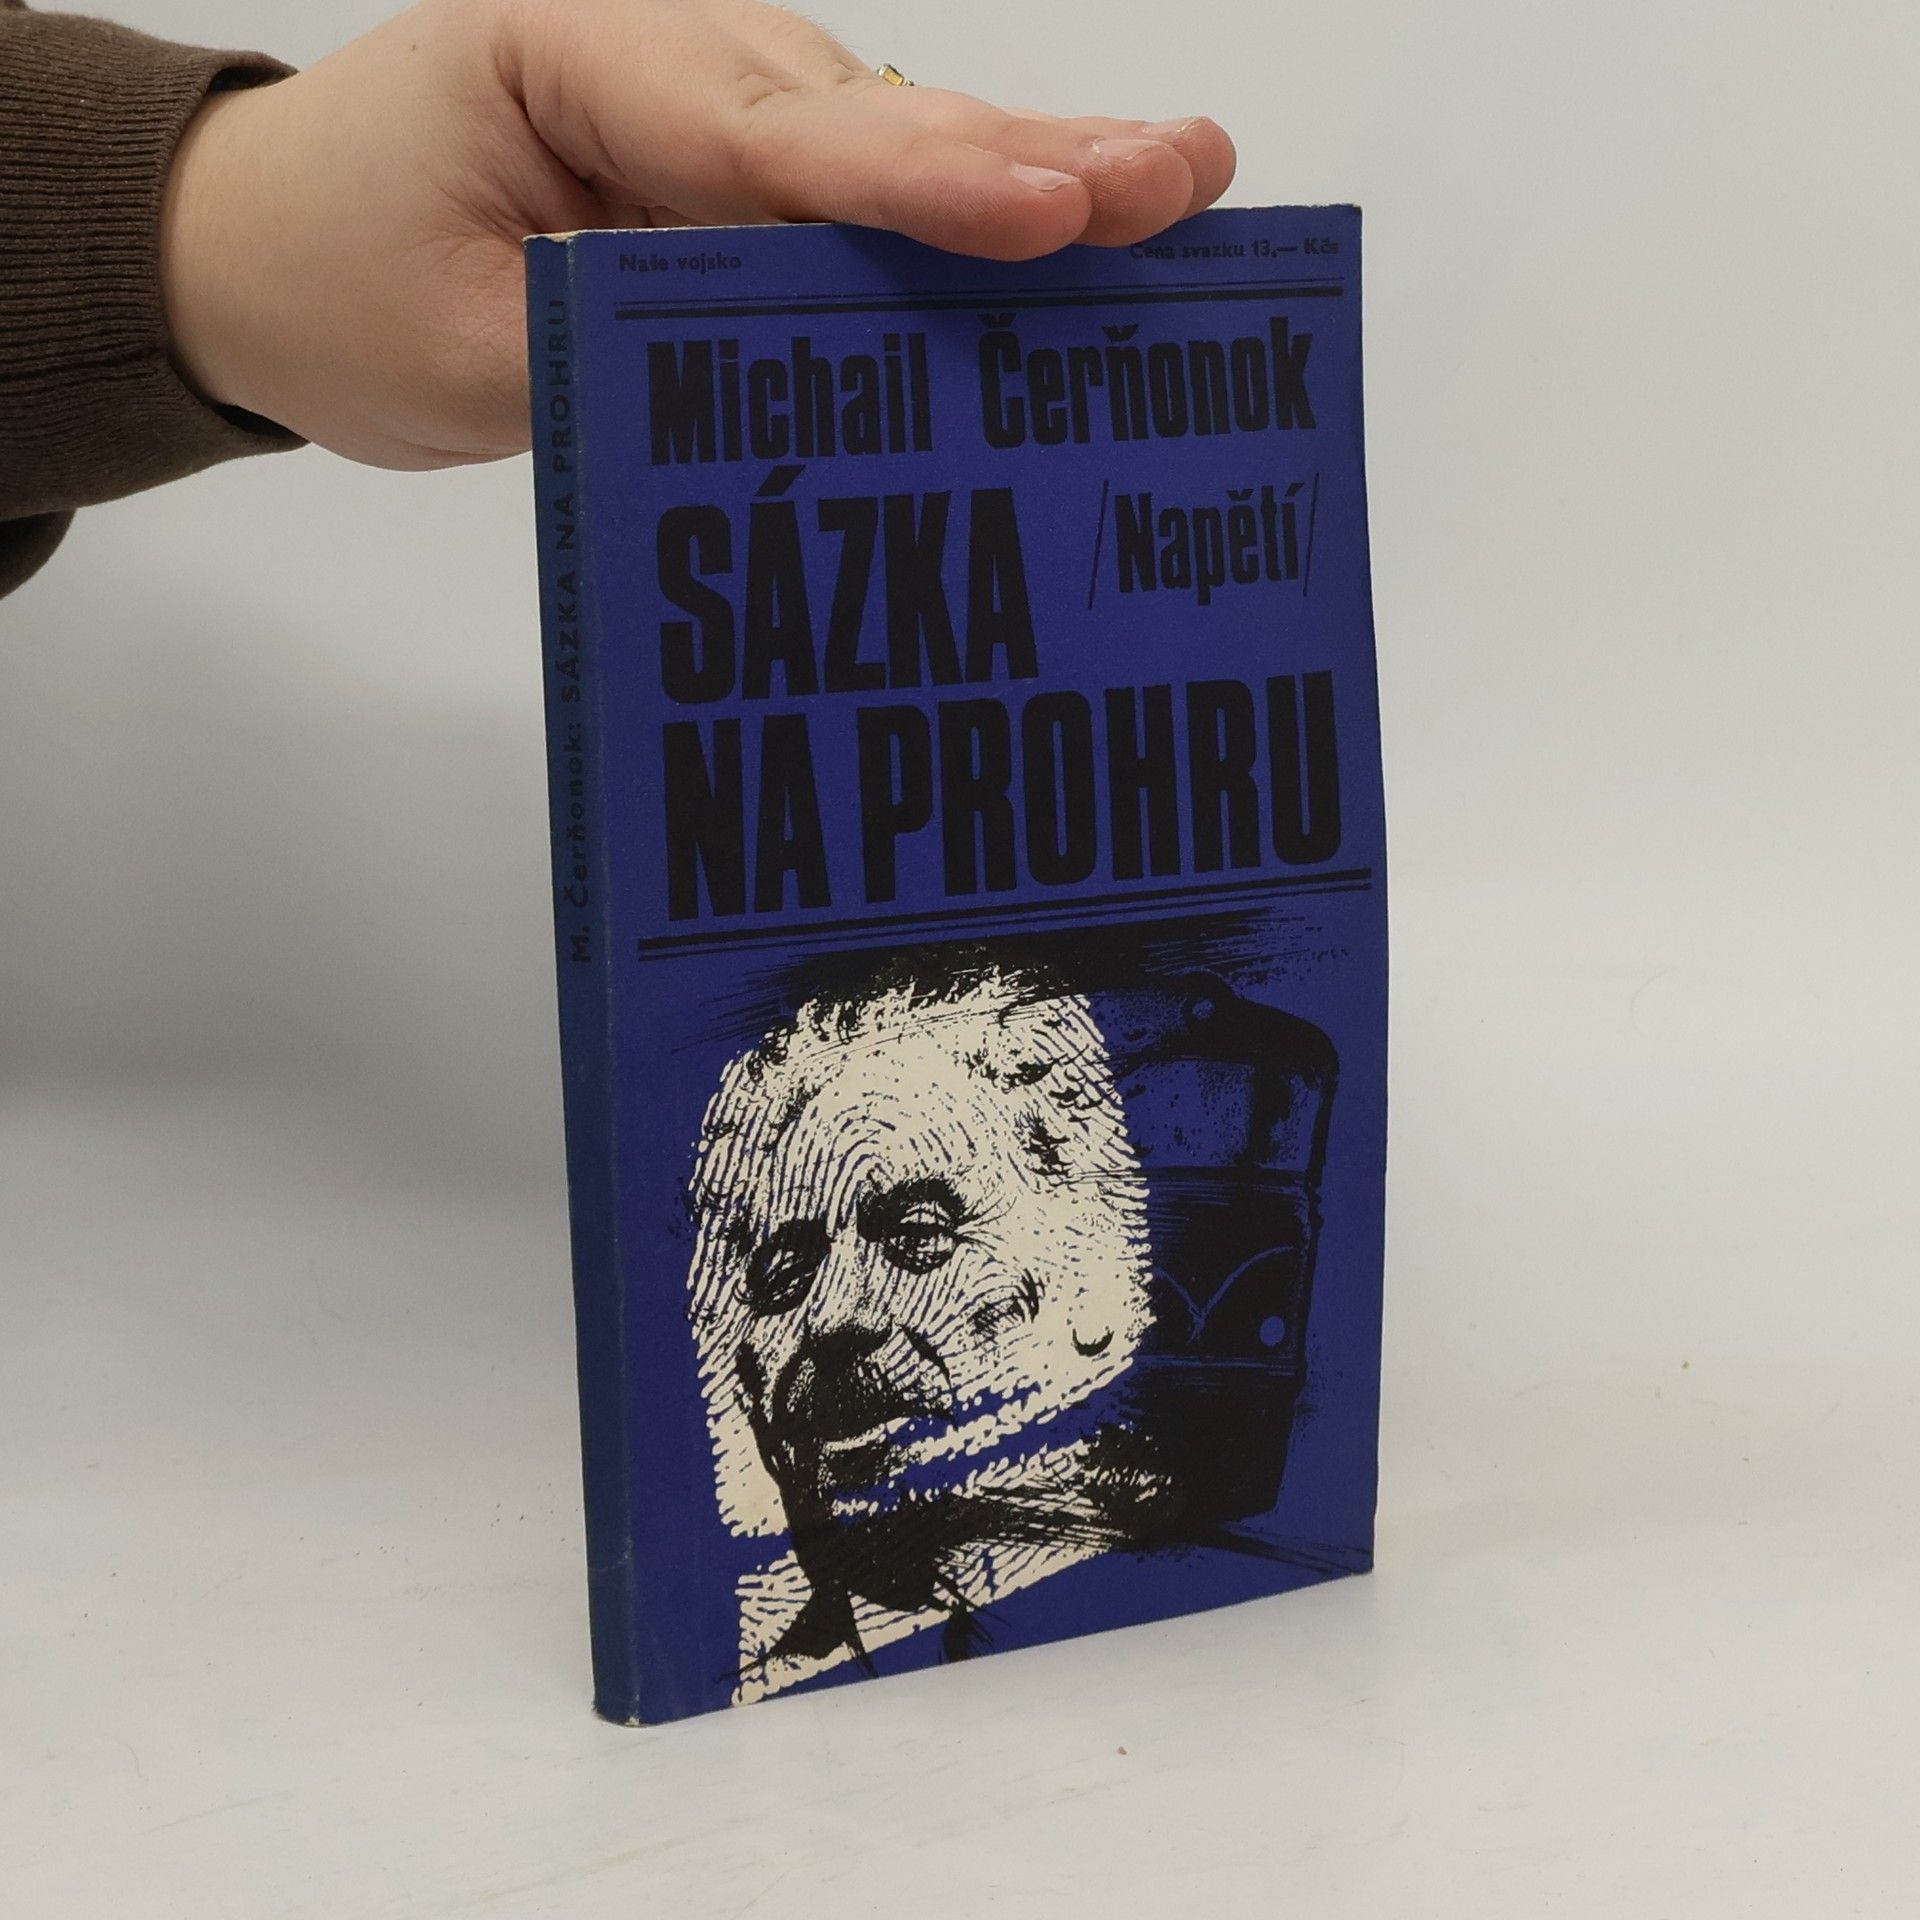 Naše vojsko
Cena svazku 13,— Kčs
Michail Čerňonok
SÁZKA /Napětí/
NA PROHRU
M. Čerňonok: SÁZKA NA PROHRU